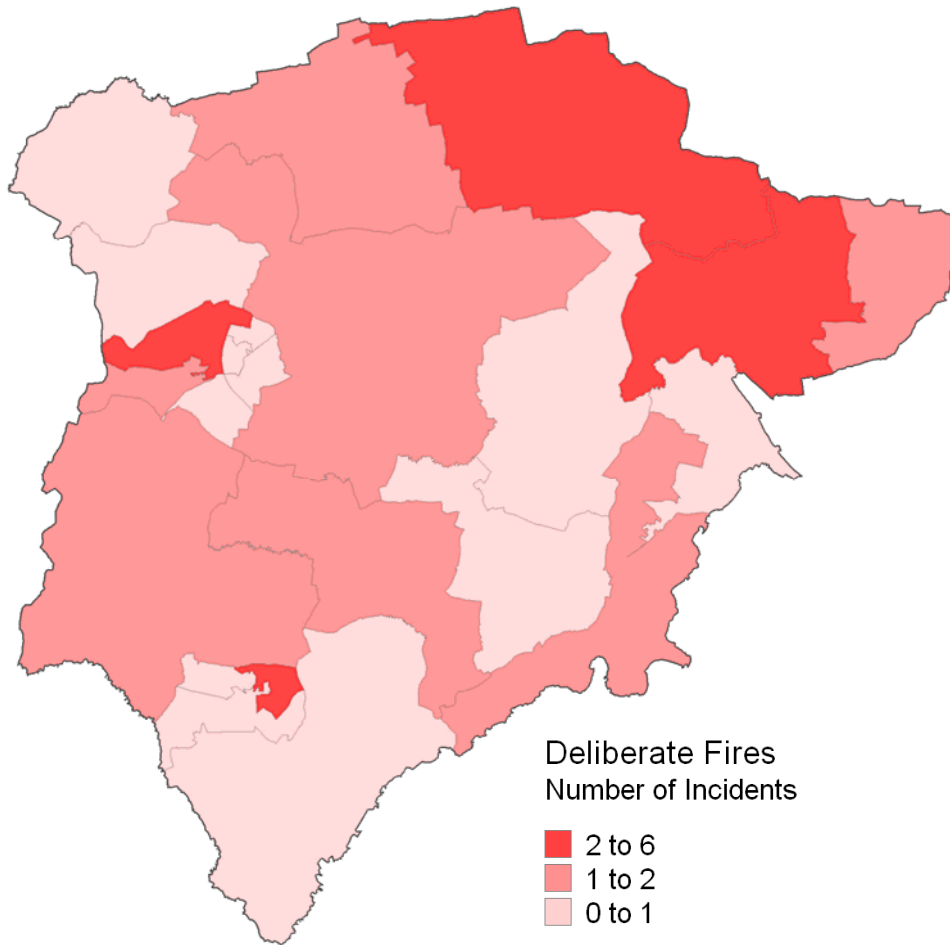 Deliberate Fires
Number of Incidents
2 to 6
1 to 2
0 to 1